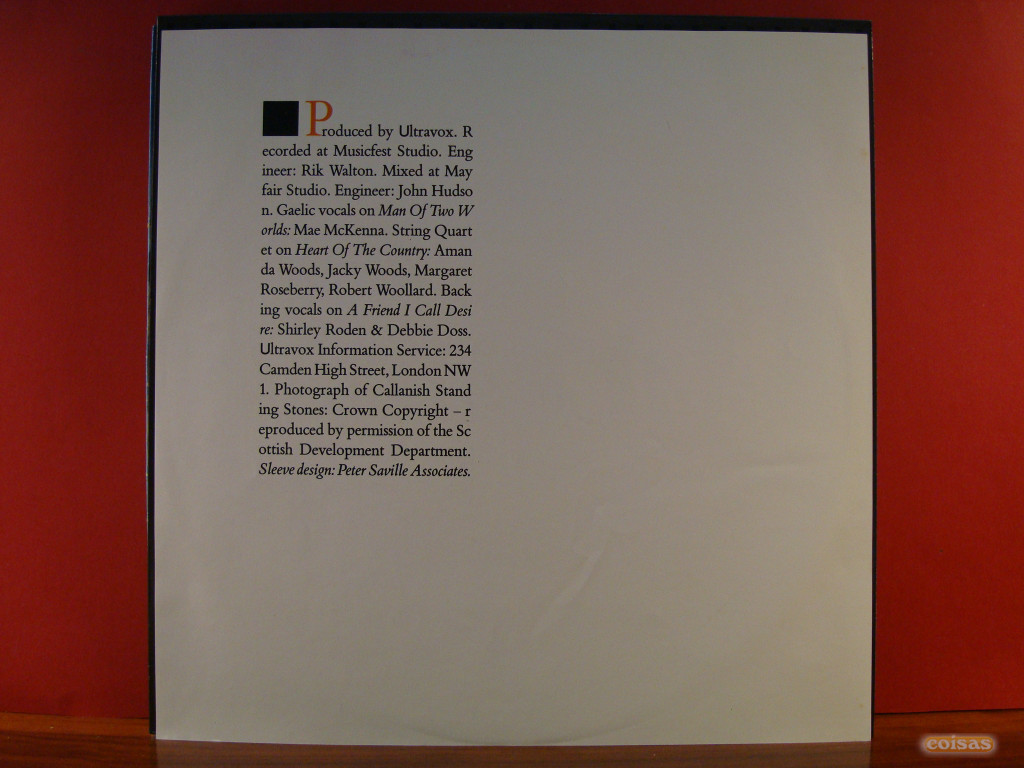 Produced by Ultravox. R
ecorded at Musicfest Studio. Eng
ineer: Rik Walton. Mixed at May
fair Studio. Engineer: John Hudso
n. Gaelic vocals on Man Of Two W
orlds: Mae McKenna. String Quart
et on Heart Of The Country: Aman
da Woods, Jacky Woods, Margaret
Roseberry, Robert Woollard. Back
ing vocals on A Friend I Call Desi
re: Shirley Roden & Debbie Doss.
Ultravox Information Service: 234
Camden High Street, London NW
1. Photograph of Callanish Stand
ing Stones: Crown Copyright – r
eproduced by permission of the Sc
ottish Development Department.
Sleeve design: Peter Saville Associates.
coisas